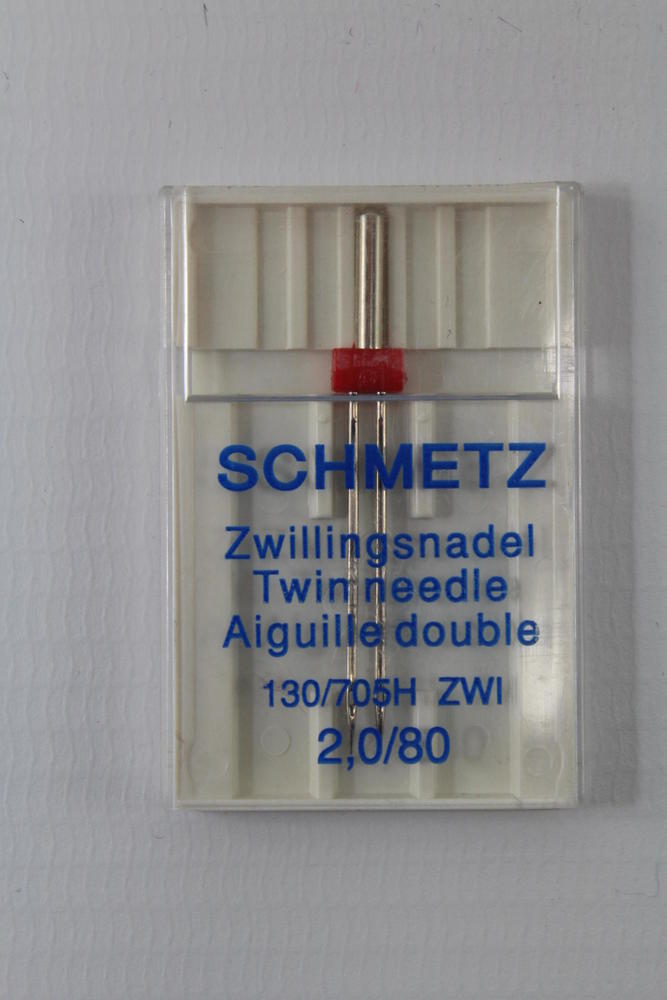 SCHMETZ
Zwillingsnadel
Twin needle
Aiguille double
130/705H ZWI
2,0/80